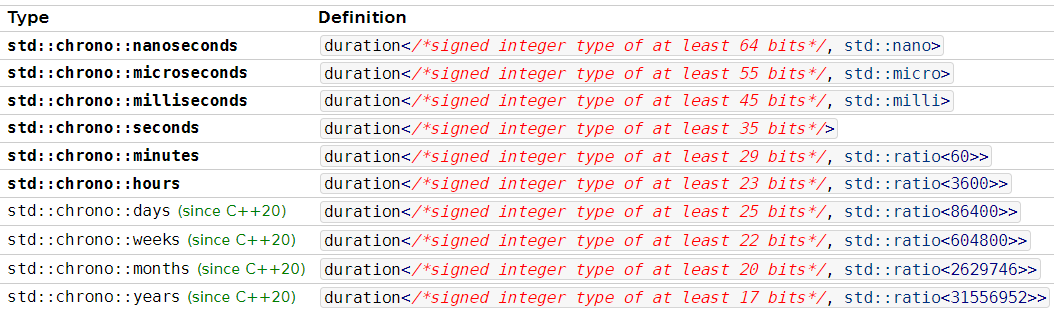 Type Definition
std::chrono::nanoseconds duration</*signed integer type of at least 64 bits*/, std::nano>
std::chrono::microseconds duration</*signed integer type of at least 55 bits*/, std::micro>
std::chrono::milliseconds duration</*signed integer type of at least 45 bits*/, std::milli>
std::chrono::seconds duration</*signed integer type of at least 35 bits*/>
std::chrono::minutes duration</*signed integer type of at least 29 bits*/, std::ratio<60>>
std::chrono::hours duration</*signed integer type of at least 23 bits*/, std::ratio<3600>>
std::chrono::days (since C++20) duration</*signed integer type of at least 25 bits*/, std::ratio<86400>>
std::chrono::weeks (since C++20) duration</*signed integer type of at least 22 bits*/, std::ratio<604800>>
std::chrono::months (since C++20) duration</*signed integer type of at least 20 bits*/, std::ratio<2629746>>
std::chrono::years (since C++20) duration</*signed integer type of at least 17 bits*/, std::ratio<31556952>>